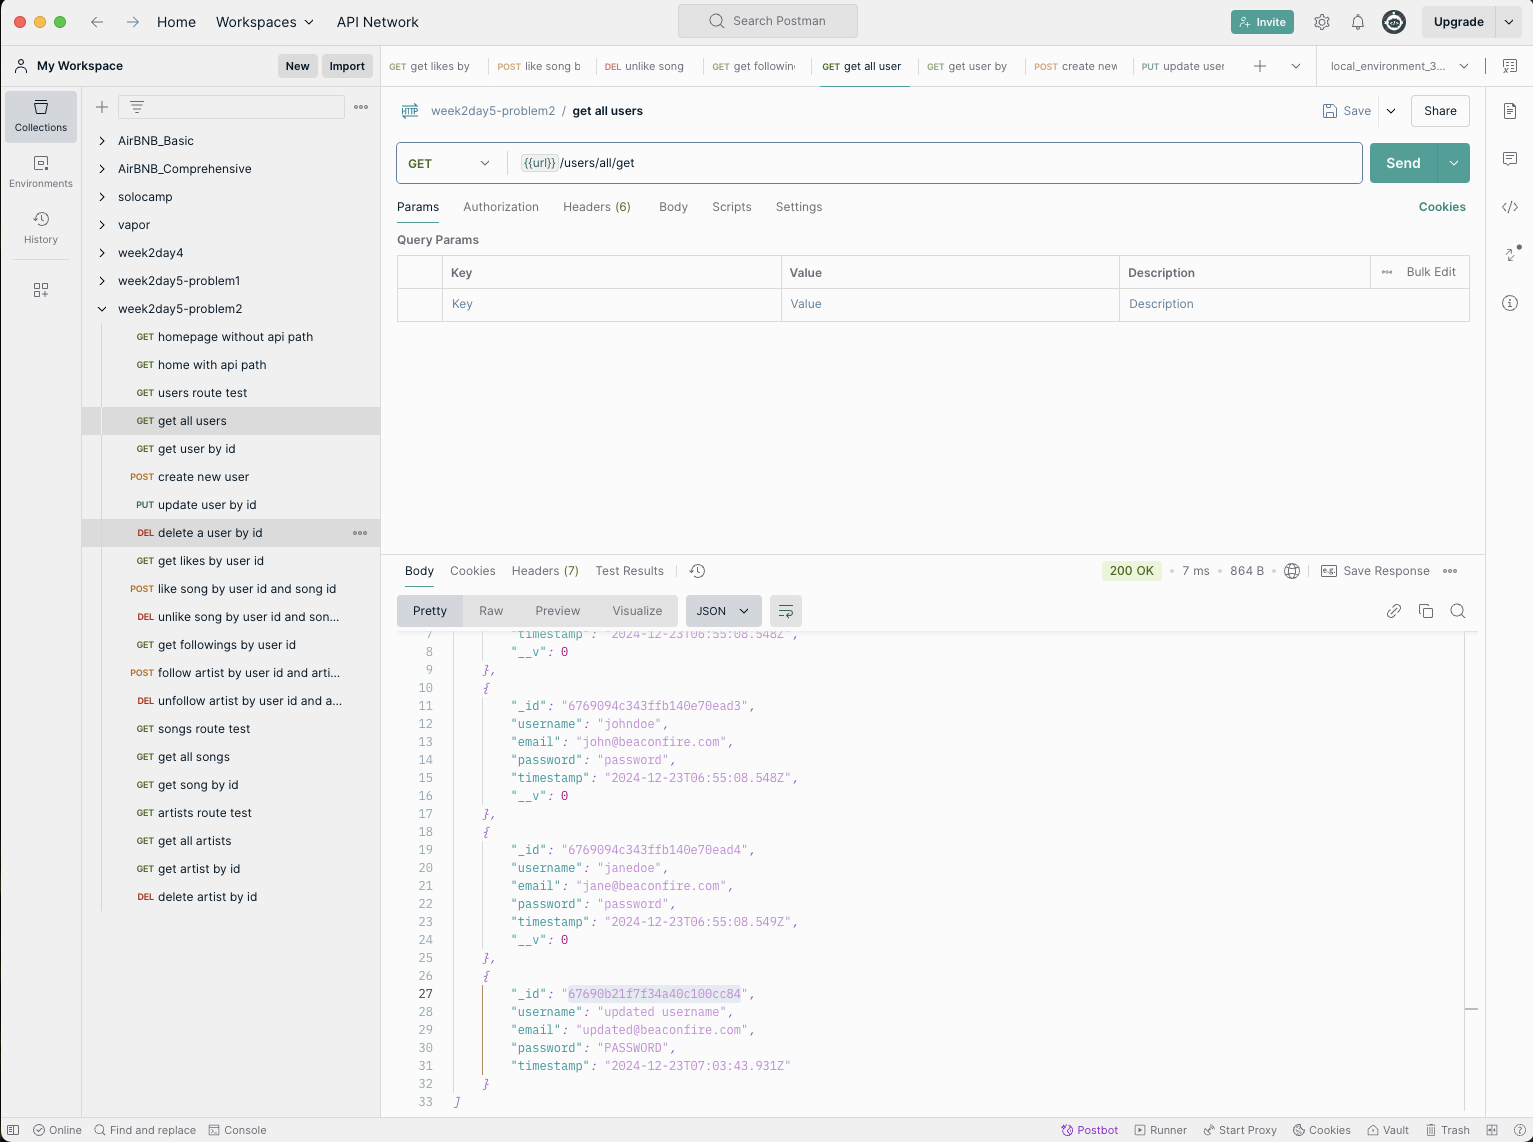 Home
Workspaces
API Network
Search Postman
Invite
Upgrade
My Workspace
New
Import
GET get likes by
POST like song b
DEL unlike song
GET get followin
GET get all user
GET get user by
POST create new
PUT update user
local_environment_3...
Collections
Environments
History
AirBNB_Basic
AirBNB_Comprehensive
solocamp
vapor
week2day4
week2day5-problem1
week2day5-problem2
GET homepage without api path
GET home with api path
GET users route test
GET get all users
GET get user by id
POST create new user
PUT update user by id
DEL delete a user by id
GET get likes by user id
POST like song by user id and song id
DEL unlike song by user id and son...
GET get followings by user id
POST follow artist by user id and arti...
DEL unfollow artist by user id and a...
GET songs route test
GET get all songs
GET get song by id
GET artists route test
GET get all artists
GET get artist by id
DEL delete artist by id
HTTP week2day5-problem2 / get all users
Save
Share
GET
{{url}}/users/all/get
Send
Params Authorization Headers (6) Body Scripts Settings
Cookies
Query Params
Key Value Description Bulk Edit
Key Value Description
Body Cookies Headers (7) Test Results
200 OK • 7 ms • 864 B
e.g. Save Response
Pretty Raw Preview Visualize JSON
7 "timestamp": "2024-12-23T06:55:08.548Z",
8 "__v": 0
9 },
10 {
11 "_id": "6769094c343ffb140e70ead3",
12 "username": "johndoe",
13 "email": "john@beaconfire.com",
14 "password": "password",
15 "timestamp": "2024-12-23T06:55:08.548Z",
16 "__v": 0
17 },
18 {
19 "_id": "6769094c343ffb140e70ead4",
20 "username": "janedoe",
21 "email": "jane@beaconfire.com",
22 "password": "password",
23 "timestamp": "2024-12-23T06:55:08.549Z",
24 "__v": 0
25 },
26 {
27 "_id": "67690b21f7f34a40c100cc84",
28 "username": "updated username",
29 "email": "updated@beaconfire.com",
30 "password": "PASSWORD",
31 "timestamp": "2024-12-23T07:03:43.931Z"
32 }
33 ]
Online
Find and replace
Console
Postbot
Runner
Start Proxy
Cookies
Vault
Trash